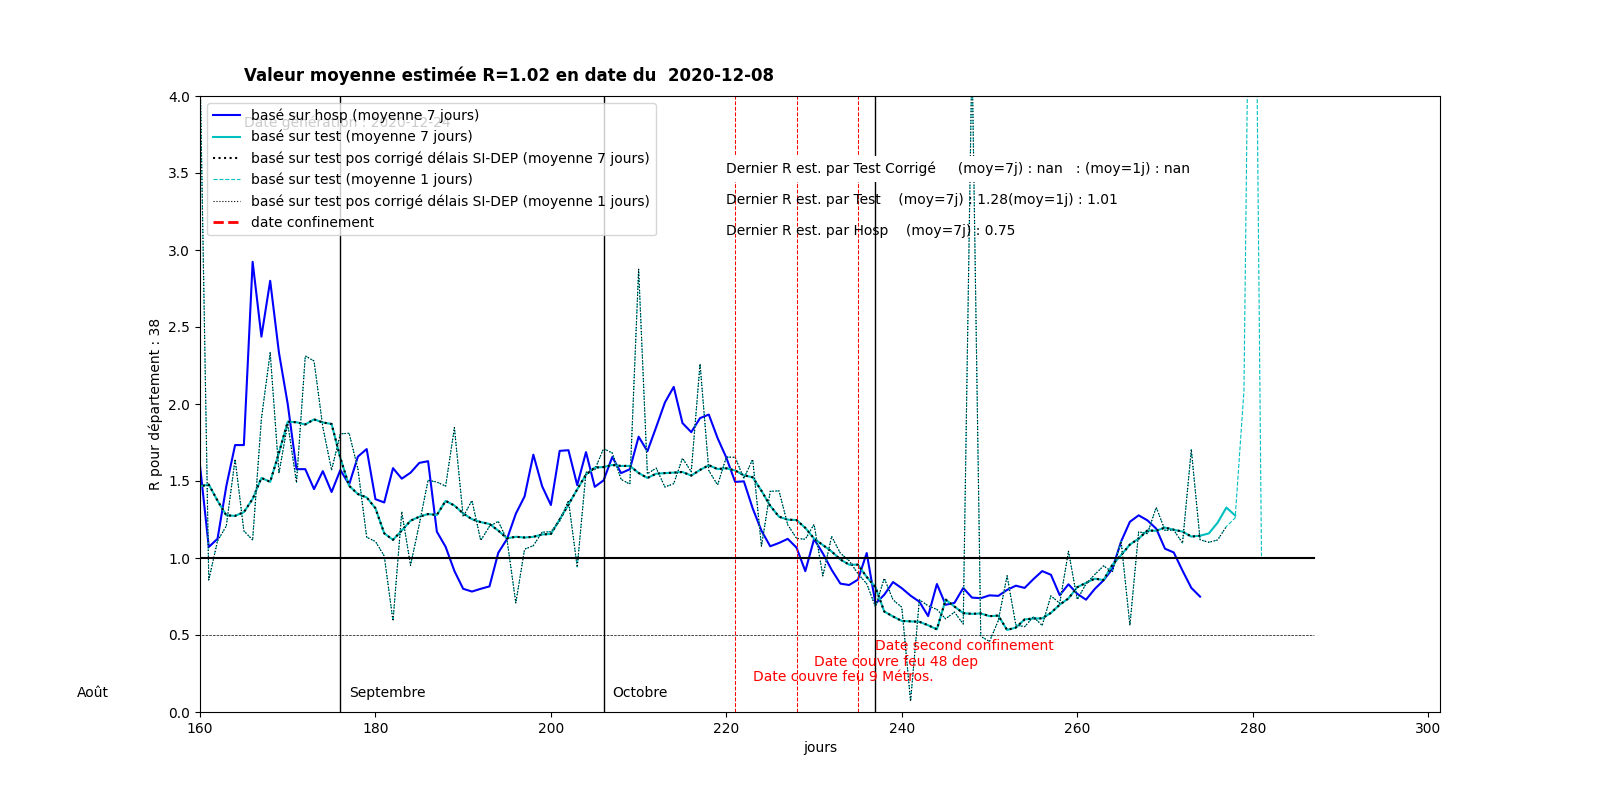 Valeur moyenne estimée R=1.02 en date du  2020-12-08
Date génération : 2020-12-24
basé sur hosp (moyenne 7 jours)
basé sur test (moyenne 7 jours)
basé sur test pos corrigé délais SI-DEP (moyenne 7 jours)
basé sur test (moyenne 1 jours)
basé sur test pos corrigé délais SI-DEP (moyenne 1 jours)
date confinement
Dernier R est. par Test Corrigé     (moy=7j) : nan   : (moy=1j) : nan
Dernier R est. par Test    (moy=7j) : 1.28(moy=1j) : 1.01
Dernier R est. par Hosp    (moy=7j) : 0.75
R pour département : 38
4.0
3.5
3.0
2.5
2.0
1.5
1.0
0.5
0.0
Date second confinement
Date couvre feu 48 dep
Date couvre feu 9 Métros.
Août
Septembre
Octobre
160
180
200
220
240
260
280
300
jours